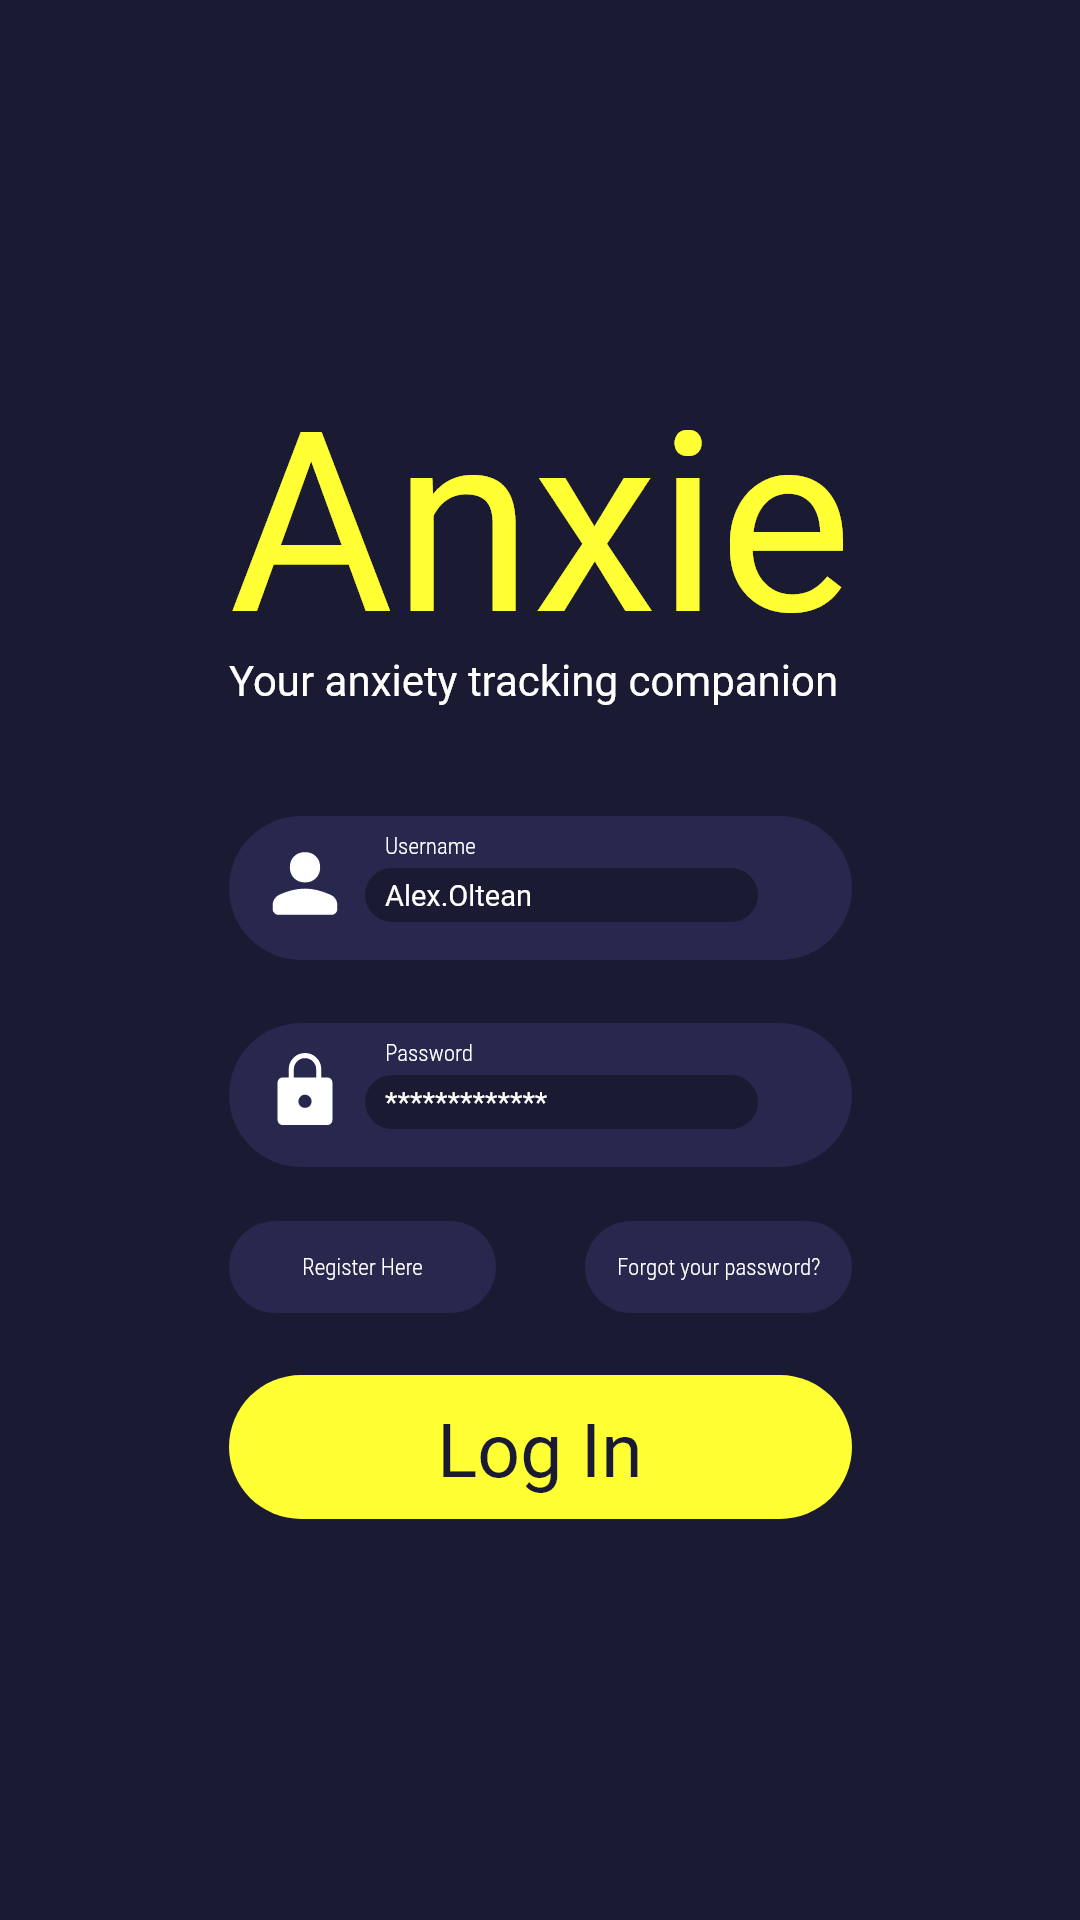 Anxie
Your anxiety tracking companion
Username
Alex.Oltean
Password
*************
Register Here
Forgot your password?
Log In